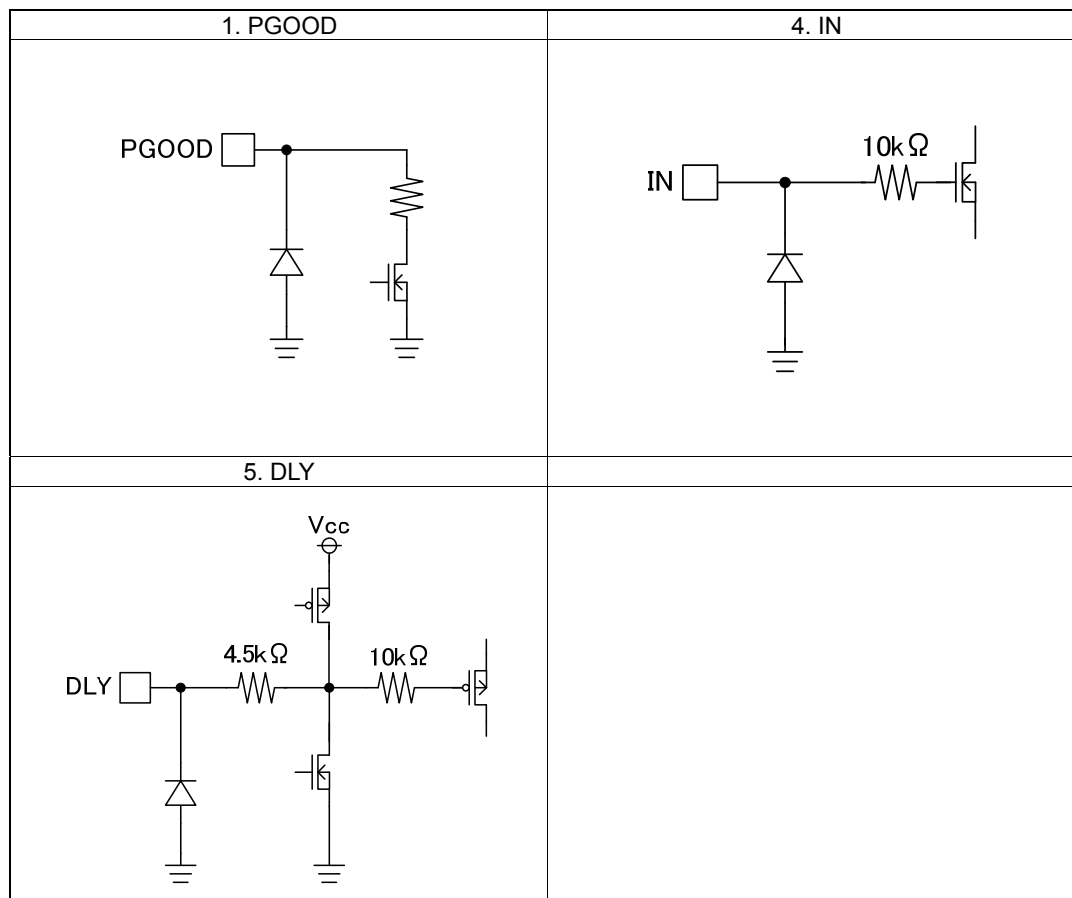 1. PGOOD
4. IN
PGOOD
IN
10kΩ
5. DLY
Vcc
4.5kΩ
10kΩ
DLY